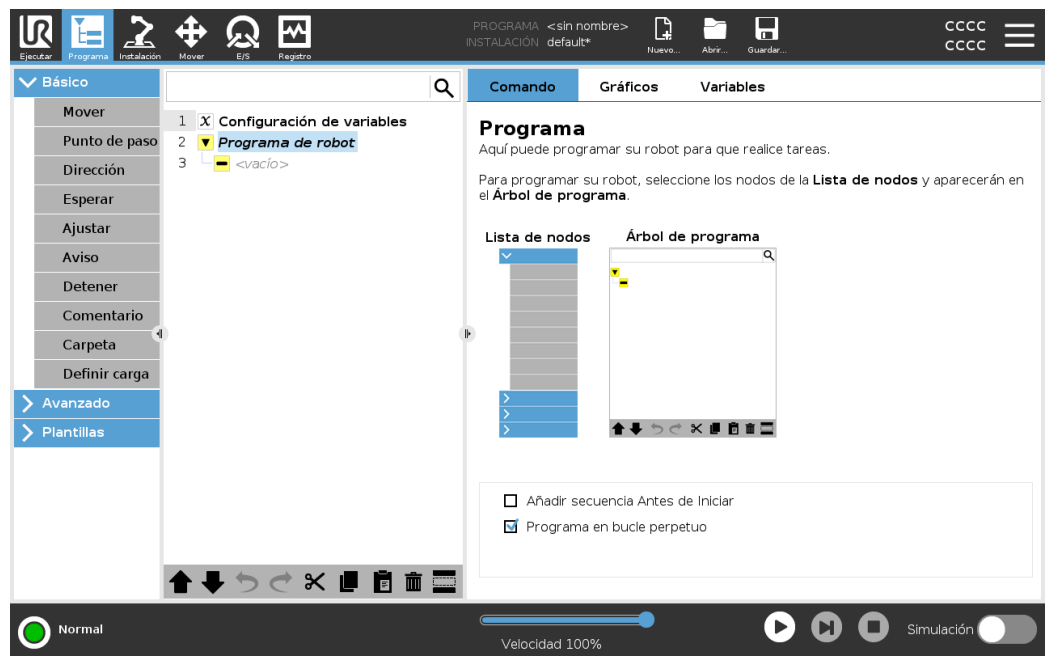 PROGRAMA <sin nombre>
INSTALACIÓN default*
CCCC
CCCC
Ejecutar Programa Instalación Mover E/S Registro Nuevo... Abrir... Guardar...
Básico
Mover
Punto de paso
Dirección
Esperar
Ajustar
Aviso
Detener
Comentario
Carpeta
Definir carga
Avanzado
Plantillas
1 X Configuración de variables
2 Programa de robot
3 <vacío>
Comando Gráficos Variables
Programa
Aquí puede programar su robot para que realice tareas.
Para programar su robot, seleccione los nodos de la Lista de nodos y aparecerán en
el Árbol de programa.
Lista de nodos Árbol de programa
Añadir secuencia Antes de Iniciar
Programa en bucle perpetuo
Normal
Velocidad 100%
Simulación